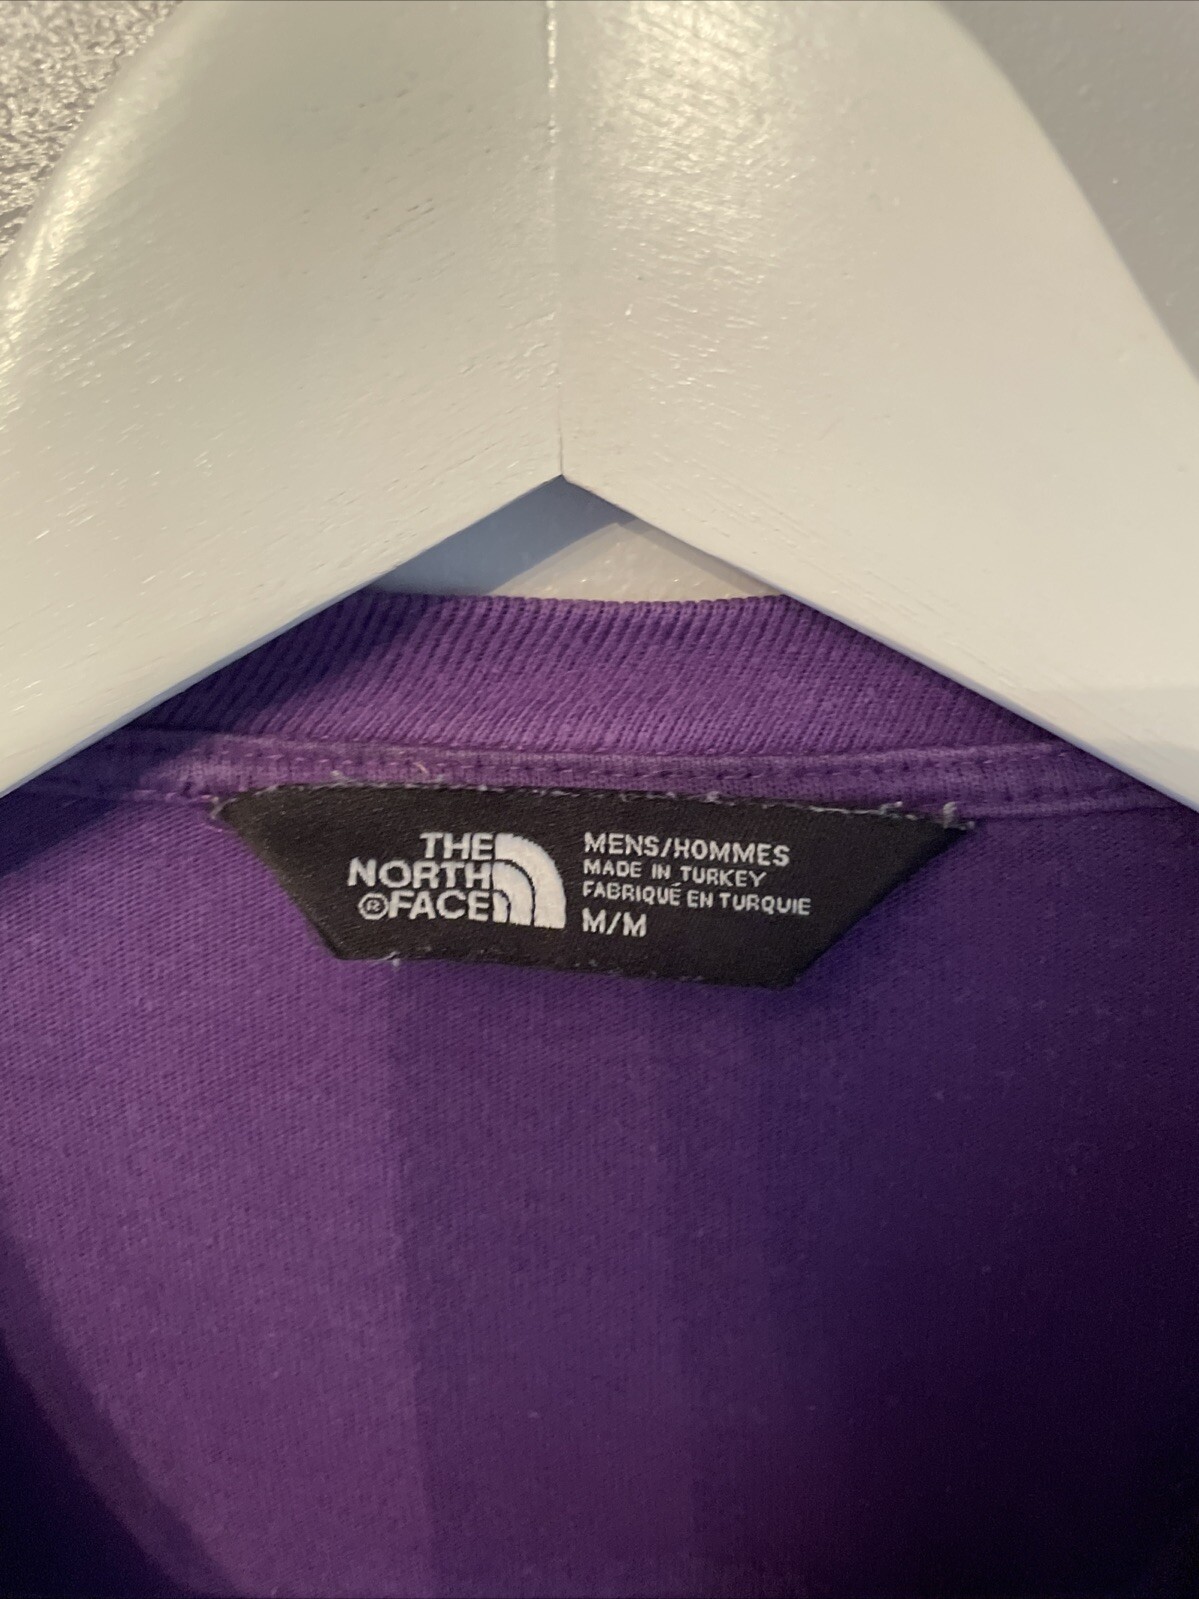 THE
NORTH
®FACE
MENS/HOMMES
MADE IN TURKEY
FABRIQUÉ EN TURQUIE
M/M